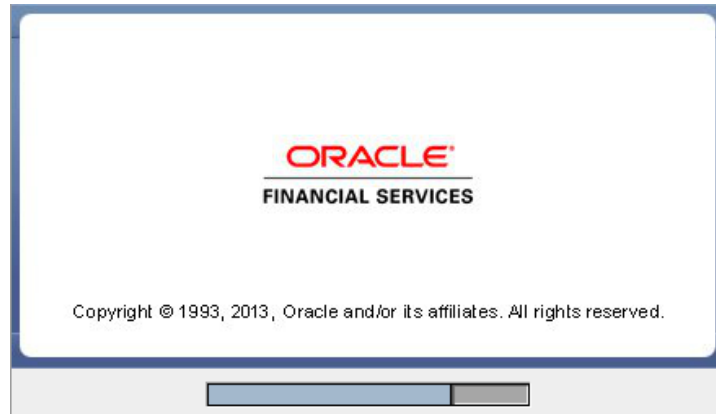 ORACLE®
FINANCIAL SERVICES
Copyright © 1993, 2013, Oracle and/or its affiliates. All rights reserved.